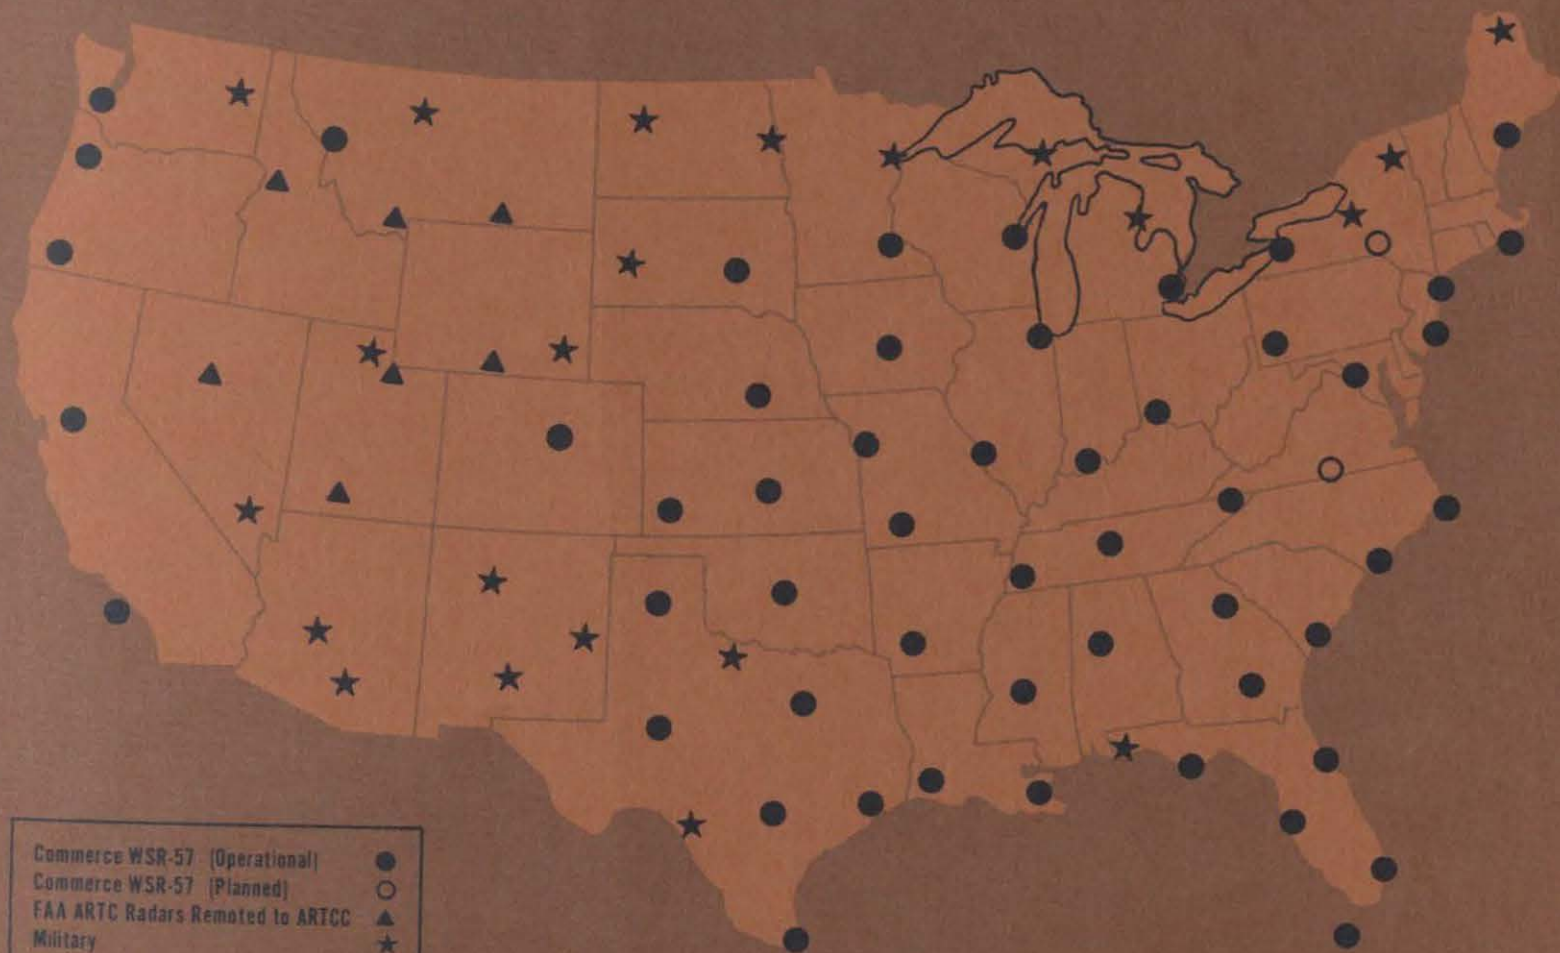 Commerce WSR-57 (Operational)
Commerce WSR-57 (Planned)
FAA ARTC Radars Remoted to ARTCC
Military